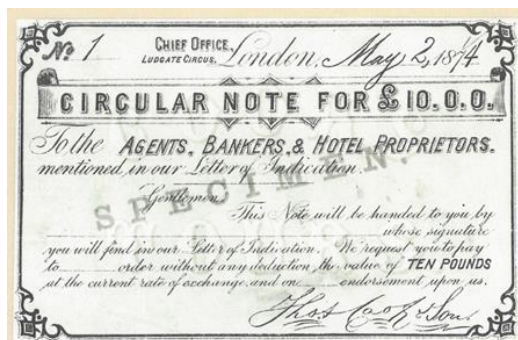 No. 1 CHIEF OFFICE, LUDGATE CIRCUS, London, May 2, 1874
CIRCULAR NOTE FOR £10.0.0.
To the AGENTS, BANKERS, & HOTEL PROPRIETORS.
mentioned in our Letter of Indication.
Gentlemen
SPECIMEN
This Note will be handed to you by
whose signature
you will find in our Letter of Indication. We request you to pay
to order without any deduction the value of TEN POUNDS
at the current rate of exchange, and one endorsement upon us.
Thos Cook & Son.